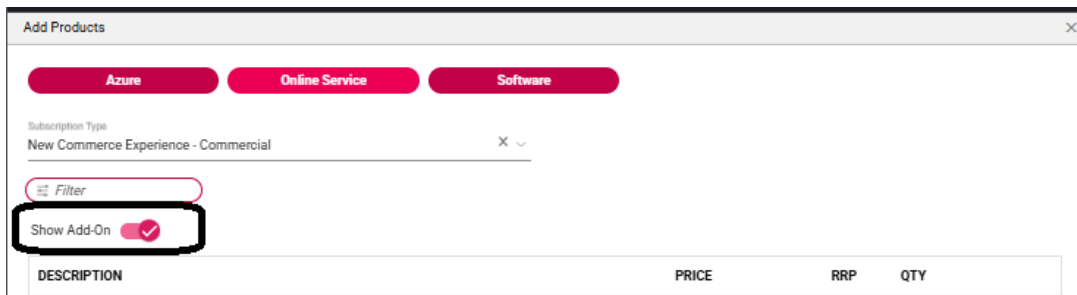 Add Products
Azure Online Service Software
Subscription Type
New Commerce Experience - Commercial
Filter
Show Add-On
DESCRIPTION PRICE RRP QTY